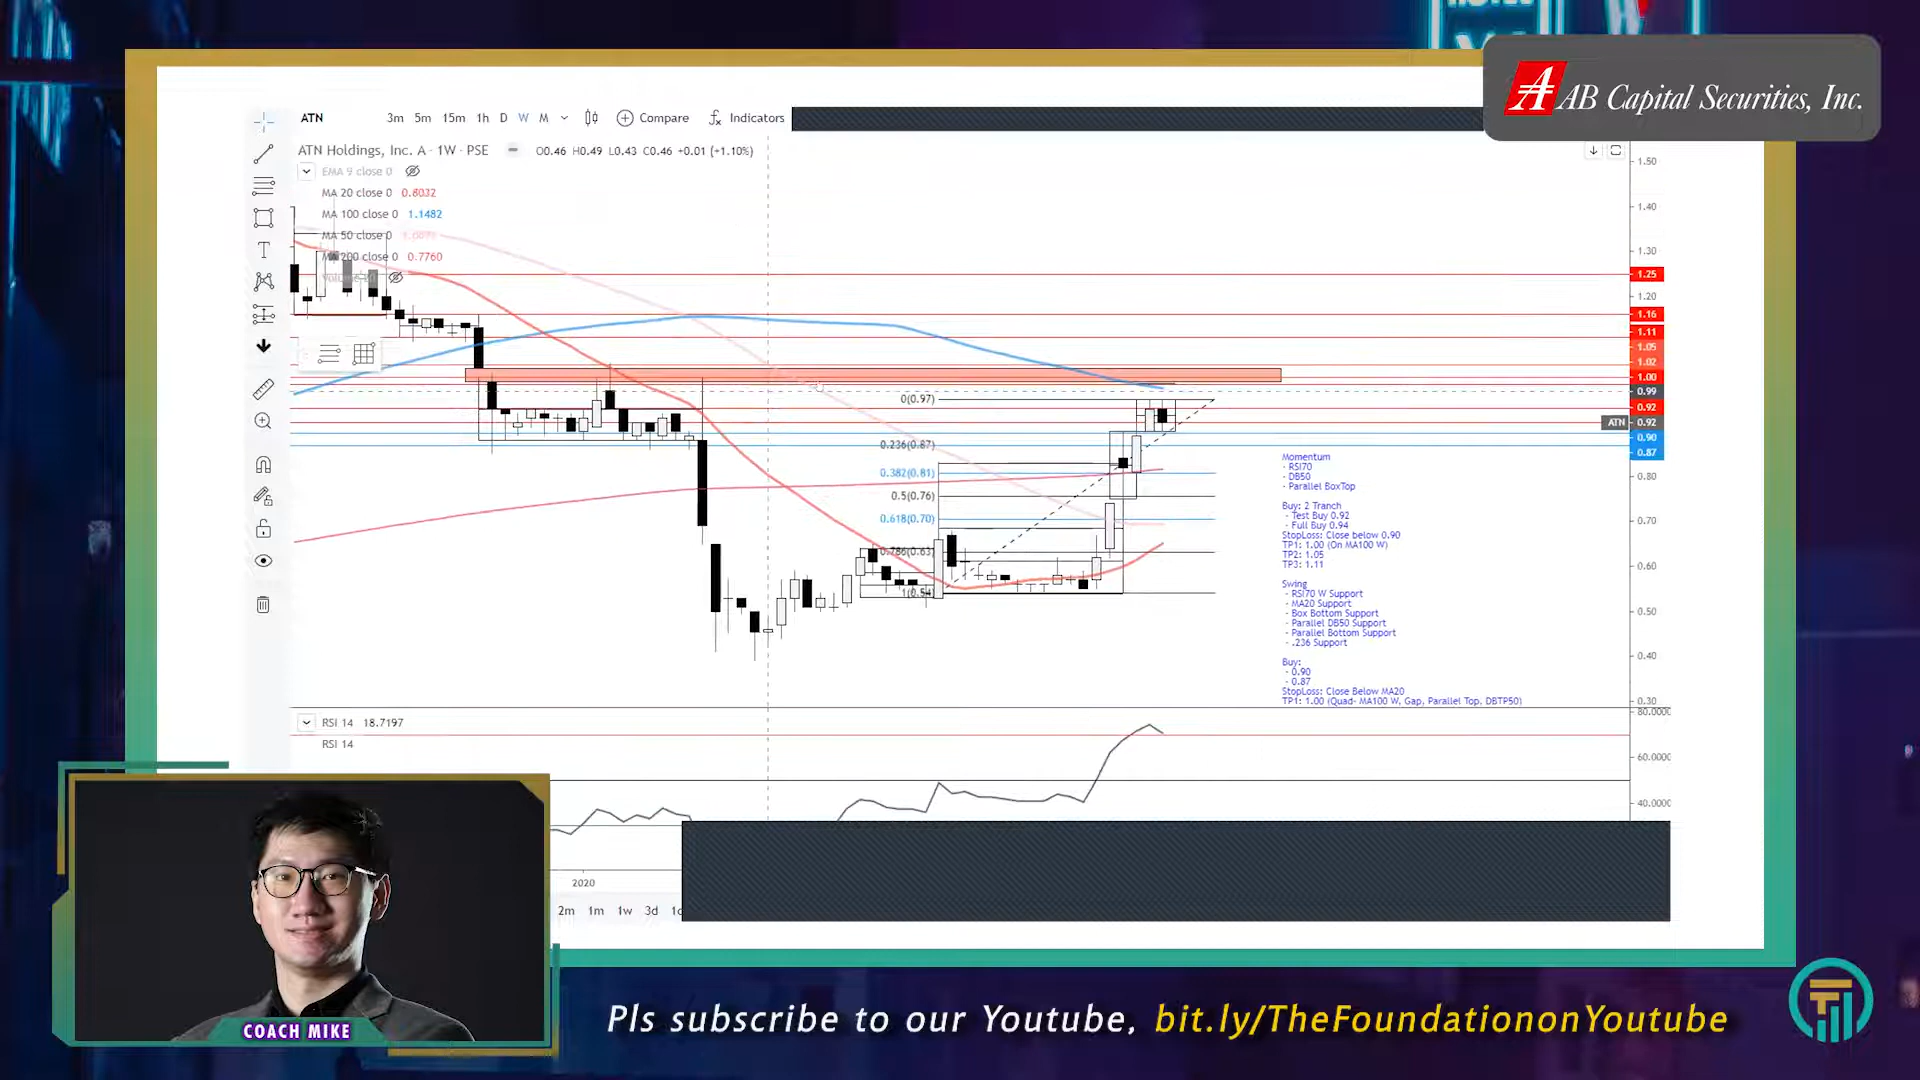 AB Capital Securities, Inc.
ATN 3m 5m 15m 1h D W M Compare Indicators
ATN Holdings, Inc. A · 1W · PSE O0.46 H0.49 L0.43 C0.46 +0.01 (+1.10%)
EMA 9 close 0
MA 20 close 0 0.8032
MA 100 close 0 1.1482
MA 50 close 0
MA 200 close 0 0.7760
1.50
1.40
1.30
1.25
1.20
1.16
1.11
1.05
1.02
1.00
0.99
0.92
ATN 0.92
0.90
0.87
0.80
0.70
0.60
0.50
0.40
0.30
0(0.97)
0.236(0.87)
0.382(0.81)
0.5(0.76)
0.618(0.70)
0.786(0.63)
1(0.54)
Momentum
- RSI70
- DB50
- Parallel BoxTop
Buy: 2 Tranch
- Test Buy 0.92
- Full Buy 0.94
StopLoss: Close below 0.90
TP1: 1.00 (On MA100 W)
TP2: 1.05
TP3: 1.11
Swing
- RSI70 W Support
- MA20 Support
- Box Bottom Support
- Parallel DB50 Support
- Parallel Bottom Support
- .236 Support
Buy:
- 0.90
- 0.87
StopLoss: Close Below MA20
TP1: 1.00 (Quad- MA100 W, Gap, Parallel Top, DBTP50)
RSI 14 18.7197
RSI 14
80.0000
60.0000
40.0000
2020
2m 1m 1w 3d
COACH MIKE
Pls subscribe to our Youtube, bit.ly/TheFoundationonYoutube